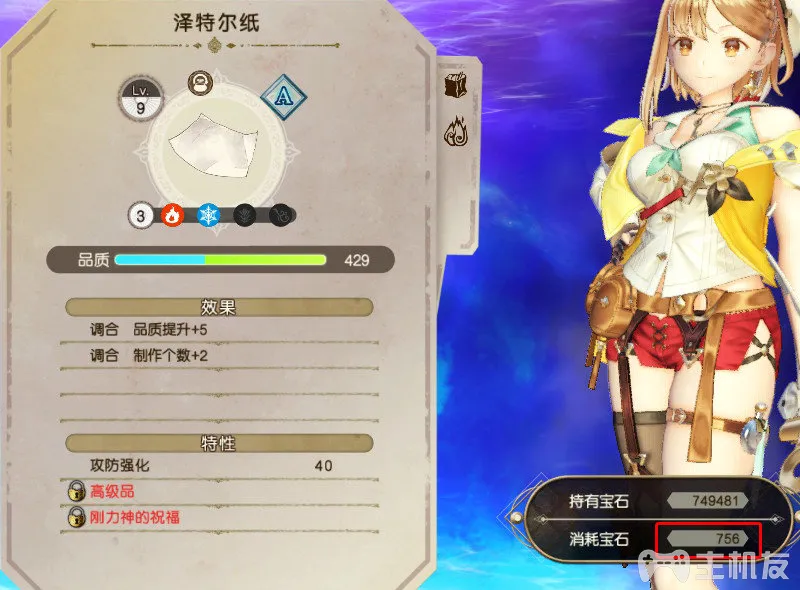 泽特尔纸
Lv.
9
A
3
品质 429
效果
调合 品质提升+5
调合 制作个数+2
特性
攻防强化 40
高级品
刚力神的祝福
持有宝石 749481
消耗宝石 756
主机友